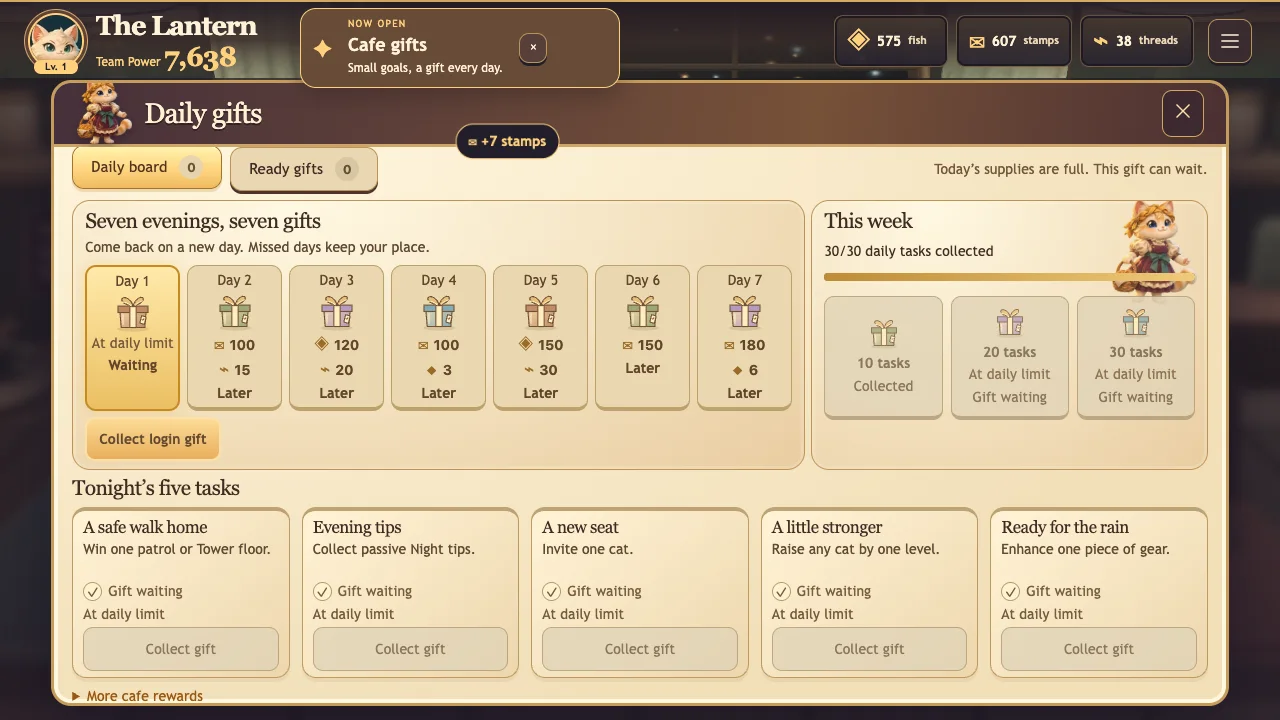 The Lantern
Team Power 7,638
Lv. 1
NOW OPEN
Cafe gifts
Small goals, a gift every day.
×
575 fish
607 stamps
38 threads
Daily gifts
+7 stamps
Daily board 0
Ready gifts 0
Today's supplies are full. This gift can wait.
Seven evenings, seven gifts
Come back on a new day. Missed days keep your place.
Day 1
At daily limit
Waiting
Day 2
100
15
Later
Day 3
120
20
Later
Day 4
100
3
Later
Day 5
150
30
Later
Day 6
150
Later
Day 7
180
6
Later
Collect login gift
This week
30/30 daily tasks collected
10 tasks
Collected
20 tasks
At daily limit
Gift waiting
30 tasks
At daily limit
Gift waiting
Tonight's five tasks
A safe walk home
Win one patrol or Tower floor.
Gift waiting
At daily limit
Collect gift
Evening tips
Collect passive Night tips.
Gift waiting
At daily limit
Collect gift
A new seat
Invite one cat.
Gift waiting
At daily limit
Collect gift
A little stronger
Raise any cat by one level.
Gift waiting
At daily limit
Collect gift
Ready for the rain
Enhance one piece of gear.
Gift waiting
At daily limit
Collect gift
More cafe rewards